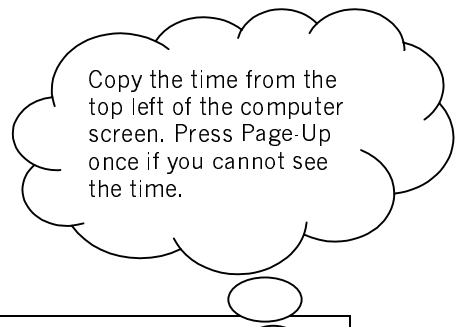 Copy the time from the
top left of the computer
screen. Press Page-Up
once if you cannot see
the time.